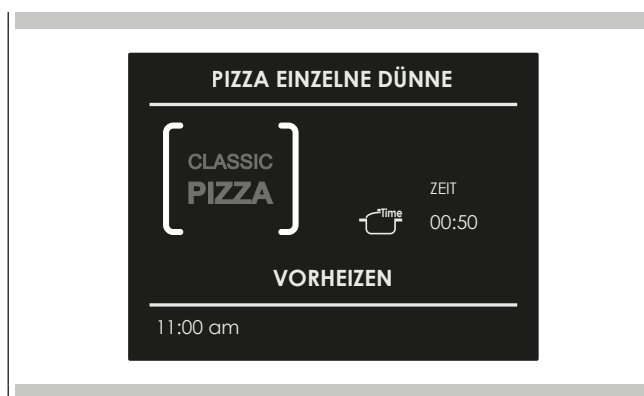 PIZZA EINZELNE DÜNNE
CLASSIC
PIZZA
ZEIT
Time
00:50
VORHEIZEN
11:00 am